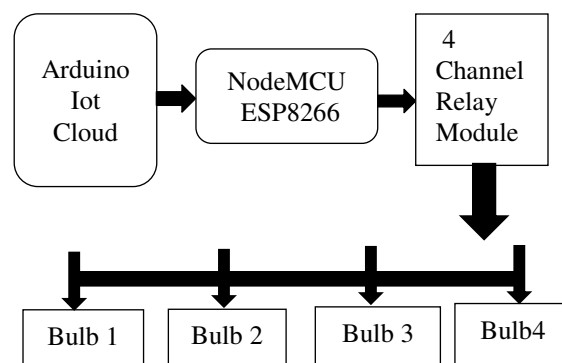 Arduino
Iot
Cloud
NodeMCU
ESP8266
4
Channel
Relay
Module
Bulb 1
Bulb 2
Bulb 3
Bulb4